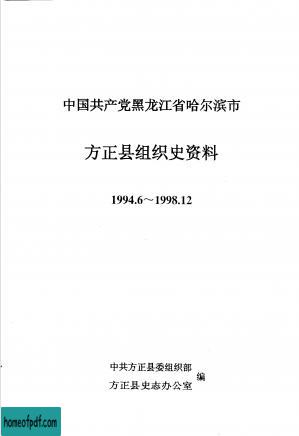 中国共产党黑龙江省哈尔滨市
方正县组织史资料
1994.6～1998.12
中共方正县委组织部
方正县史志办公室
编
homeofpdf.com